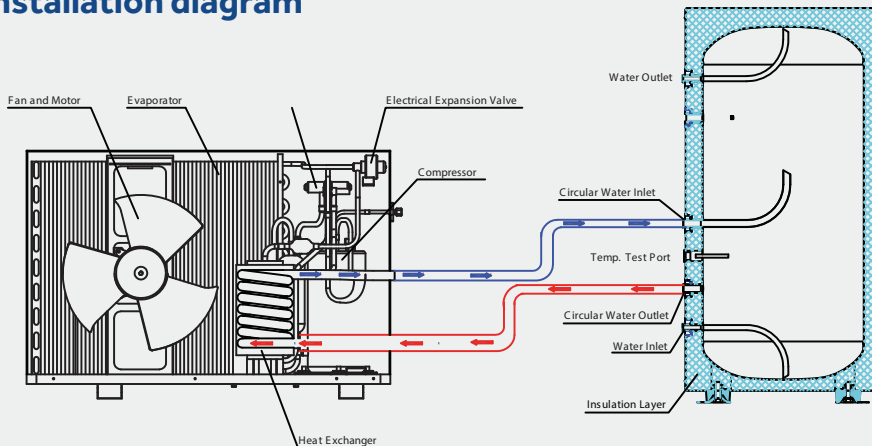 nstallation diagram
Water Outlet
Fan and Motor
Evaporator
Electrical Expansion Valve
Compressor
Circular Water Inlet
Temp. Test Port
Circular Water Outlet
Water Inlet
Insulation Layer
Heat Exchanger